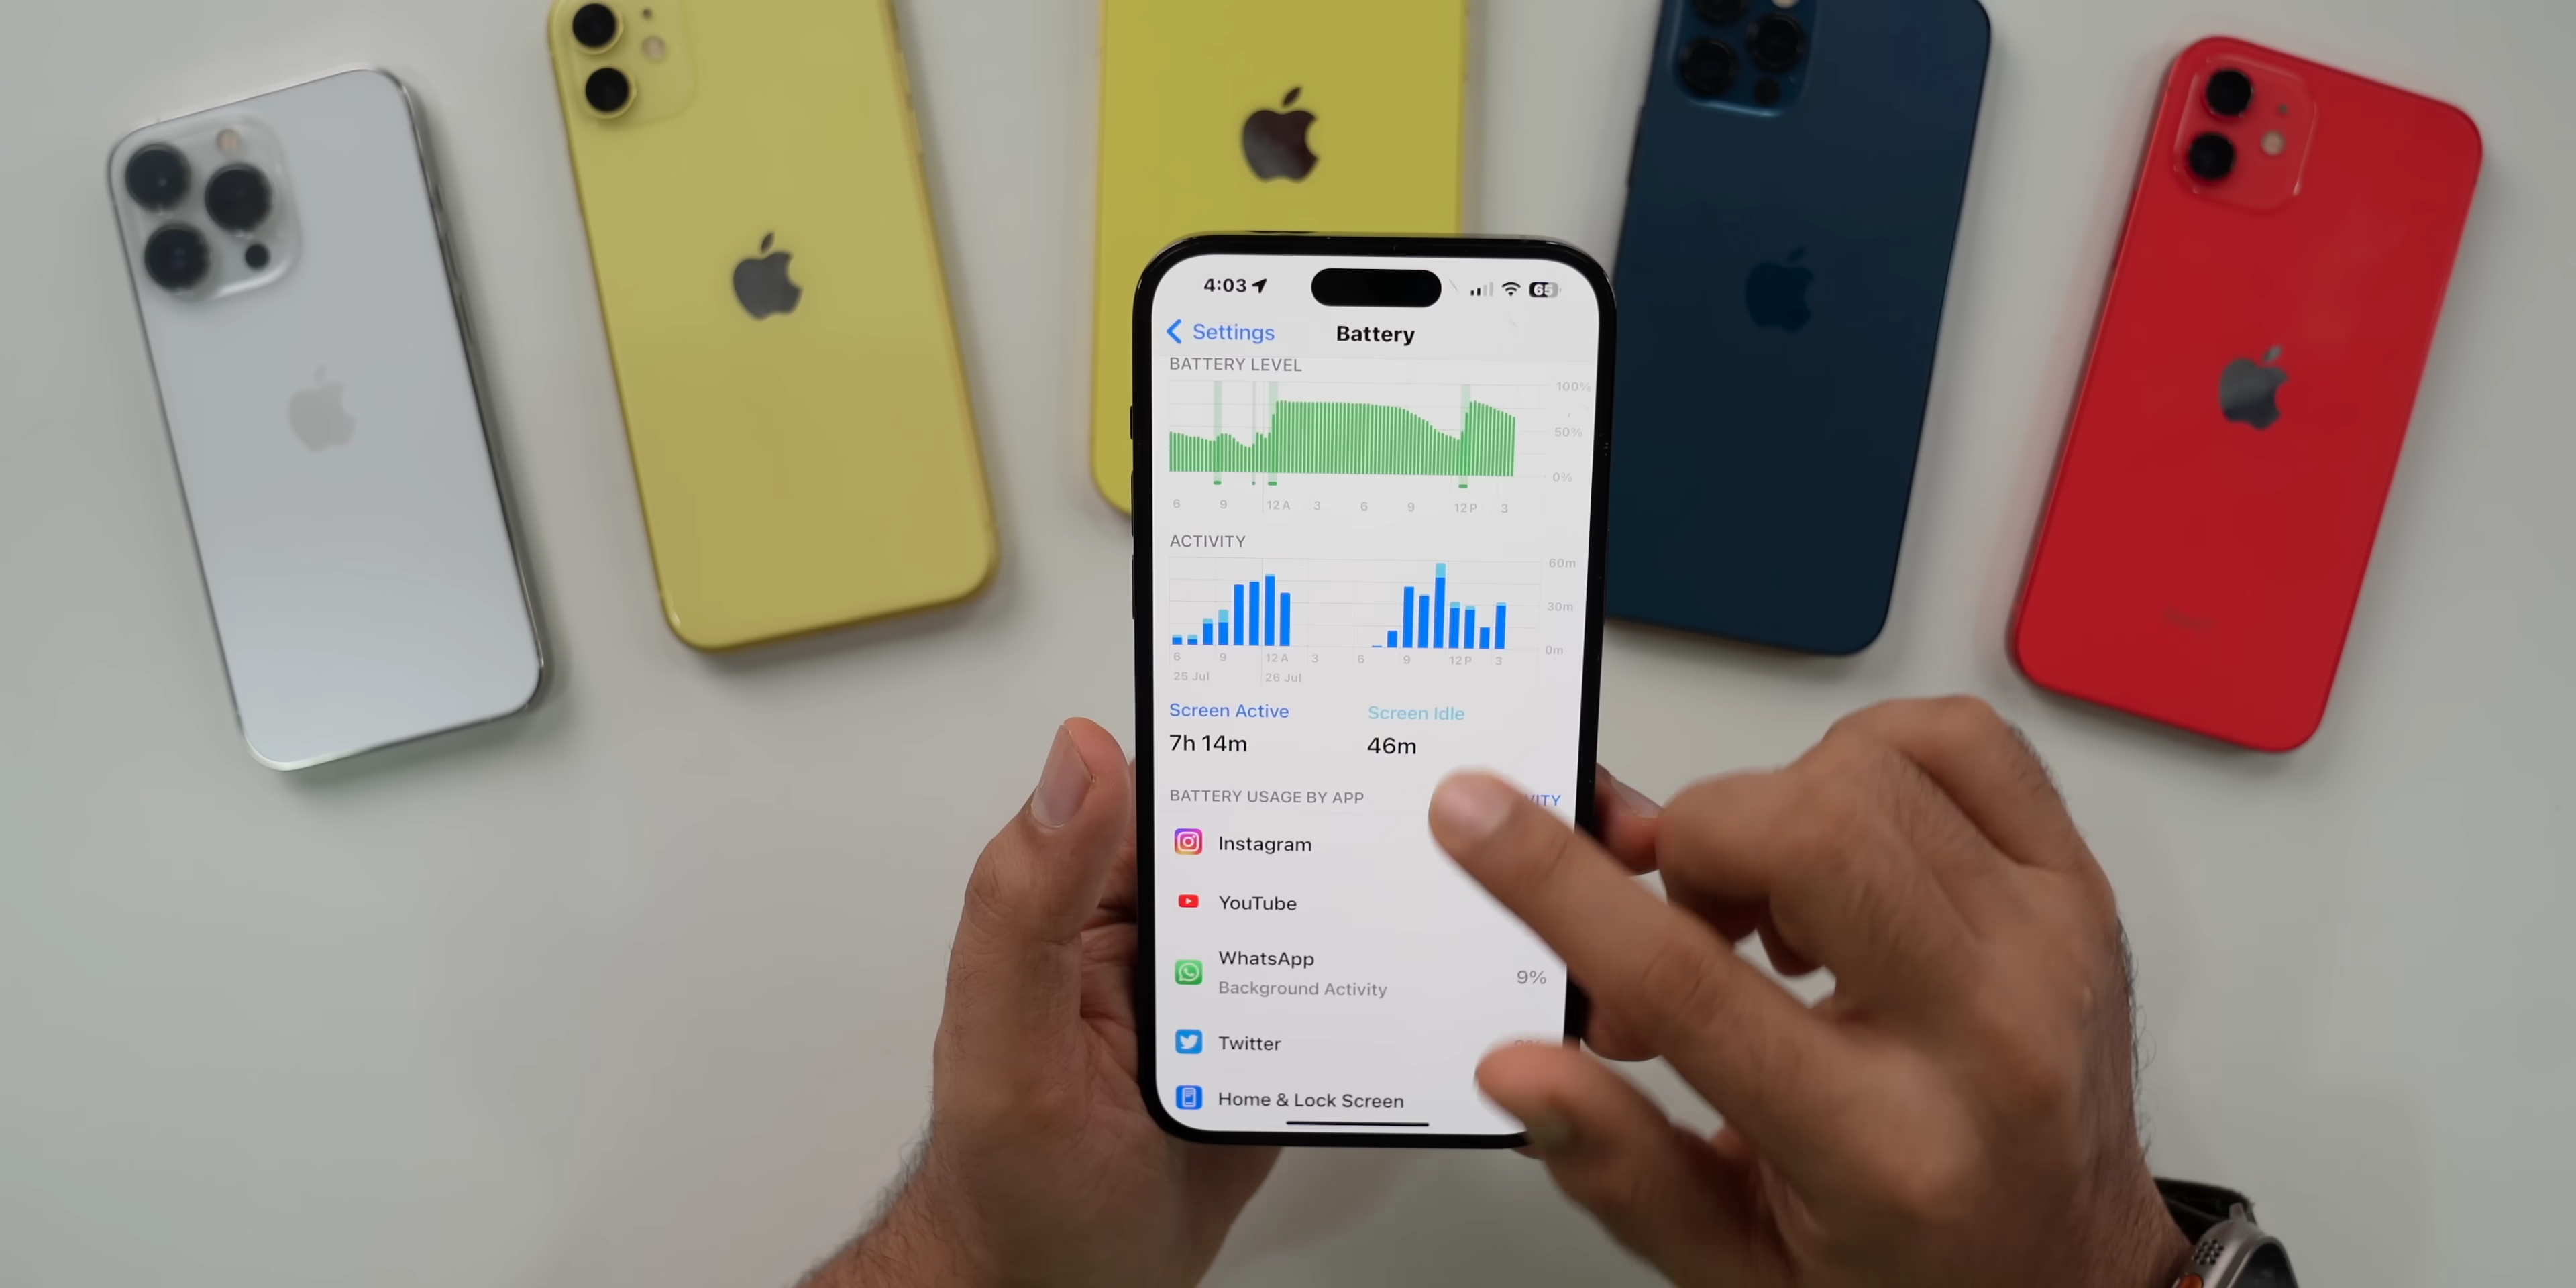 4:03
65
Settings
Battery
BATTERY LEVEL
100%
50%
0%
6 9 12 A 3 6 9 12 P 3
ACTIVITY
60m
30m
0m
6 9 12 A 3 6 9 12 P 3
25 Jul 26 Jul
Screen Active Screen Idle
7h 14m 46m
BATTERY USAGE BY APP
Instagram
YouTube
WhatsApp
Background Activity
9%
Twitter
Home & Lock Screen